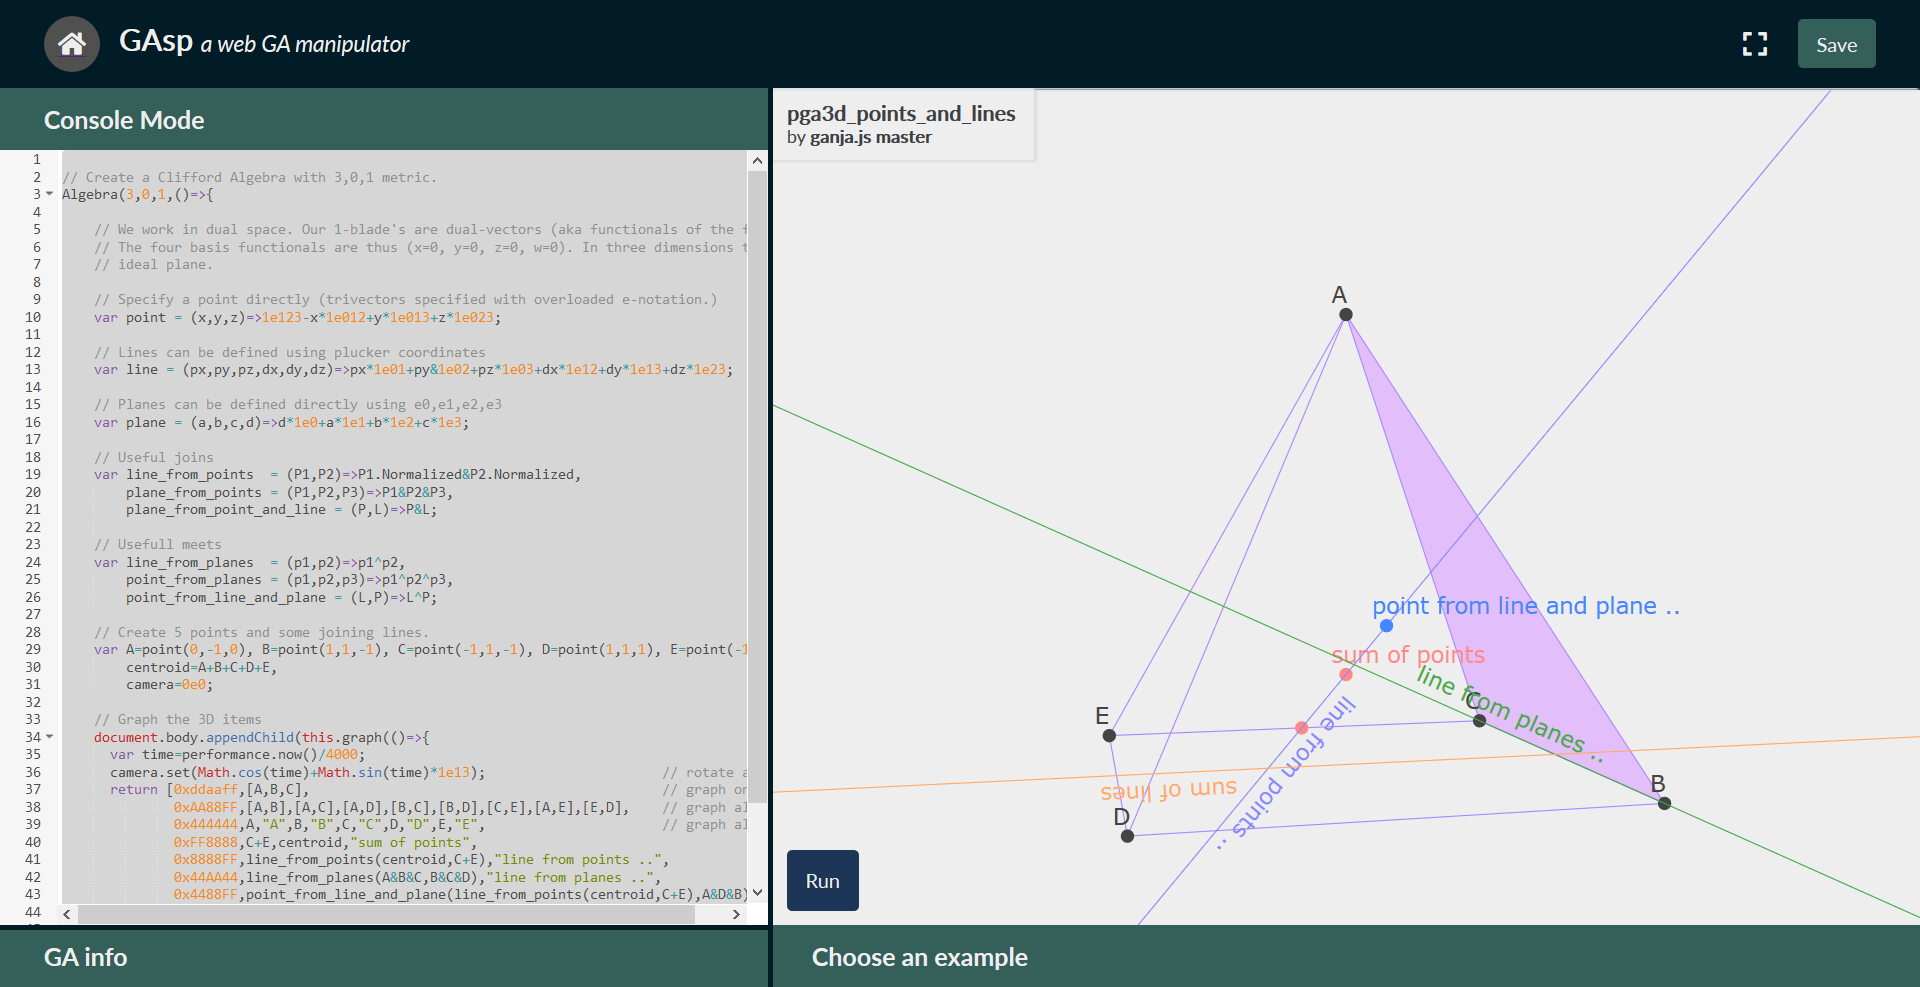 GAsp a web GA manipulator
Save
Console Mode
1
2 // Create a Clifford Algebra with 3,0,1 metric.
3 Algebra(3,0,1,()=>{
4
5 // We work in dual space. Our 1-blade's are dual-vectors (aka functionals of the
6 // The four basis functionals are thus (x=0, y=0, z=0, w=0). In three dimensions
7 // ideal plane.
8
9 // Specify a point directly (trivectors specified with overloaded e-notation.)
10 var point = (x,y,z)=>1e123-x*1e012+y*1e013+z*1e023;
11
12 // Lines can be defined using plucker coordinates
13 var line = (px,py,pz,dx,dy,dz)=>px*1e01+py&1e02+pz*1e03+dx*1e12+dy*1e13+dz*1e23;
14
15 // Planes can be defined directly using e0,e1,e2,e3
16 var plane = (a,b,c,d)=>d*1e0+a*1e1+b*1e2+c*1e3;
17
18 // Useful joins
19 var line_from_points = (P1,P2)=>P1.Normalized&P2.Normalized,
20 plane_from_points = (P1,P2,P3)=>P1&P2&P3,
21 plane_from_point_and_line = (P,L)=>P&L;
22
23 // Usefull meets
24 var line_from_planes = (p1,p2)=>p1^p2,
25 point_from_planes = (p1,p2,p3)=>p1^p2^p3,
26 point_from_line_and_plane = (L,P)=>L^P;
27
28 // Create 5 points and some joining lines.
29 var A=point(0,-1,0), B=point(1,1,-1), C=point(-1,1,-1), D=point(1,1,1), E=point(-1
30 centroid=A+B+C+D+E,
31 camera=0e0;
32
33 // Graph the 3D items
34 document.body.appendChild(this.graph(()=>{
35 var time=performance.now()/4000;
36 camera.set(Math.cos(time)+Math.sin(time)*1e13); // rotate a
37 return [0xddaaff,[A,B,C], // graph on
38 0xAA88FF,[A,B],[A,C],[A,D],[B,C],[B,D],[C,E],[A,E],[E,D], // graph al
39 0x444444,A,"A",B,"B",C,"C",D,"D",E,"E", // graph al
40 0xFF8888,C+E,centroid,"sum of points",
41 0x8888FF,line_from_points(centroid,C+E),"line from points ..",
42 0x44AA44,line_from_planes(A&B&C,B&C&D),"line from planes ..",
43 0x4488FF,point_from_line_and_plane(line_from_points(centroid,C+E),A&D&B)
44
pga3d_points_and_lines
by ganja.js master
A
point from line and plane ..
sum of points
line from planes ..
C
E
line from points ..
B
sum of lines
D
Run
GA info
Choose an example